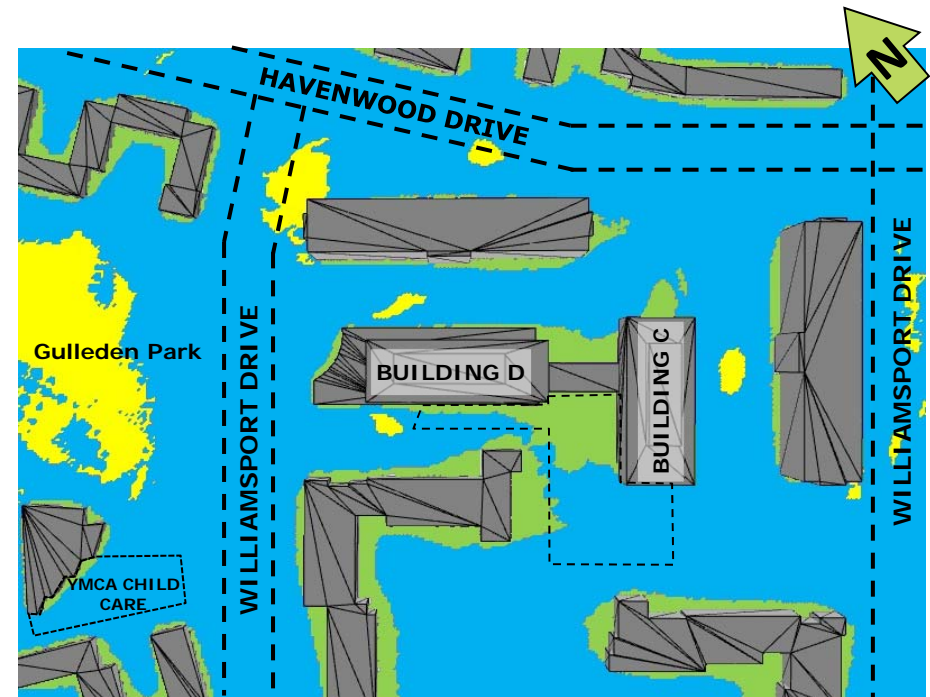 N
HAVENWOOD DRIVE
WILLIAMSPORT DRIVE
WILLIAMSPORT DRIVE
Gulleden Park
BUILDING D
BUILDING C
YMCA CHILD
CARE